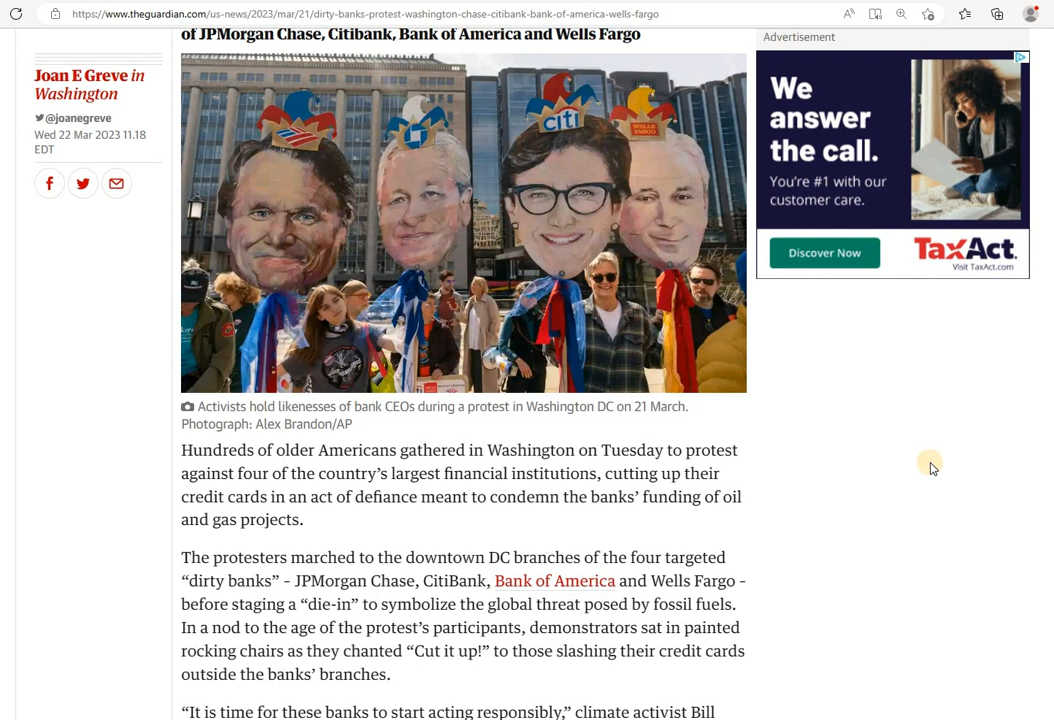 https://www.theguardian.com/us-news/2023/mar/21/dirty-banks-protest-washington-chase-citibank-bank-of-america-wells-fargo
of JPMorgan Chase, Citibank, Bank of America and Wells Fargo
Joan E Greve in
Washington
@joanegreve
Wed 22 Mar 2023 11.18
EDT
citi
WELLS
FARGO
Activists hold likenesses of bank CEOs during a protest in Washington DC on 21 March.
Photograph: Alex Brandon/AP
Hundreds of older Americans gathered in Washington on Tuesday to protest
against four of the country’s largest financial institutions, cutting up their
credit cards in an act of defiance meant to condemn the banks’ funding of oil
and gas projects.
The protesters marched to the downtown DC branches of the four targeted
“dirty banks” – JPMorgan Chase, CitiBank, Bank of America and Wells Fargo –
before staging a “die-in” to symbolize the global threat posed by fossil fuels.
In a nod to the age of the protest’s participants, demonstrators sat in painted
rocking chairs as they chanted “Cut it up!” to those slashing their credit cards
outside the banks’ branches.
“It is time for these banks to start acting responsibly,” climate activist Bill
Advertisement
We
answer
the call.
You're #1 with our
customer care.
Discover Now
TaxAct.
Visit TaxAct.com